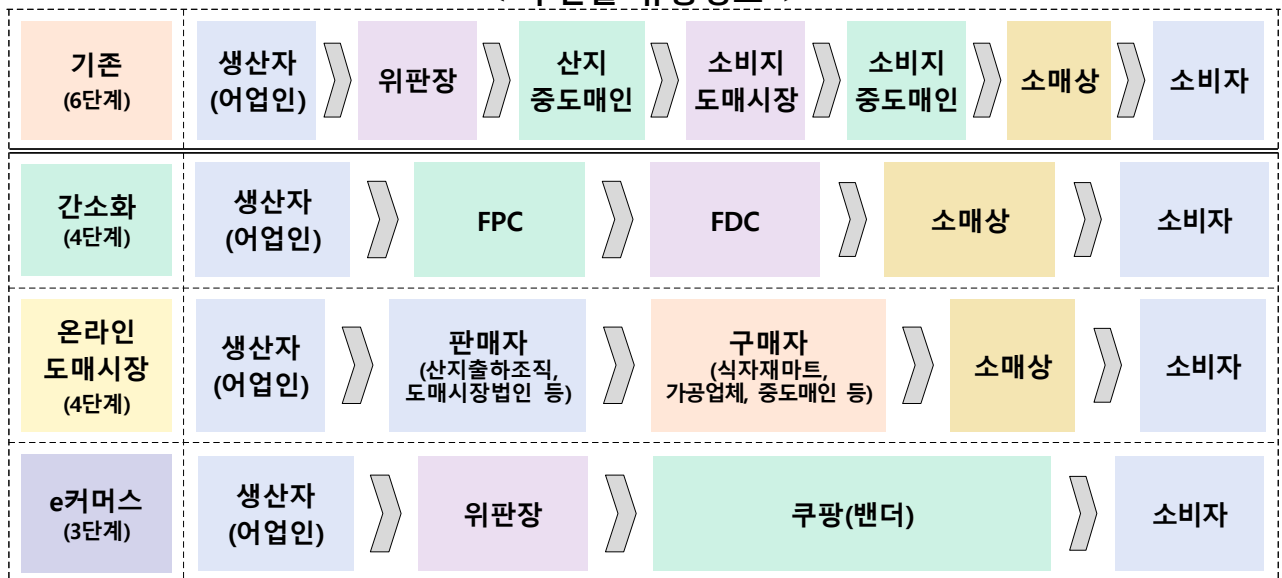 기존
(6단계)
생산자
(어업인)
위판장
산지
중도매인
소비지
도매시장
소비지
중도매인
소매상
소비자
간소화
(4단계)
생산자
(어업인)
FPC
FDC
소매상
소비자
온라인
도매시장
(4단계)
생산자
(어업인)
판매자
(산지출하조직,
도매시장법인 등)
구매자
(식자재마트,
가공업체, 중도매인 등)
소매상
소비자
e커머스
(3단계)
생산자
(어업인)
위판장
쿠팡(밴더)
소비자